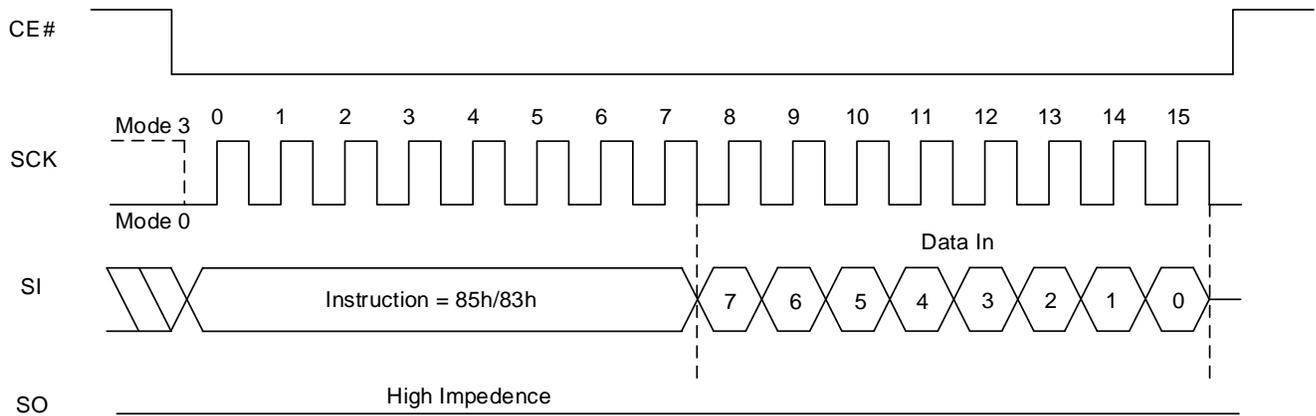 CE#
Mode 3
0 1 2 3 4 5 6 7 8 9 10 11 12 13 14 15
SCK
Mode 0
Data In
SI
Instruction = 85h/83h
7 6 5 4 3 2 1 0
High Impedence
SO